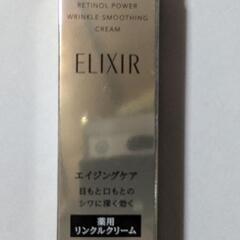 RETINOL POWER
WRINKLE SMOOTHING
CREAM
ELIXIR
エイジングケア
目もと口もとの
シワに深く効く
薬用
リンクルクリーム